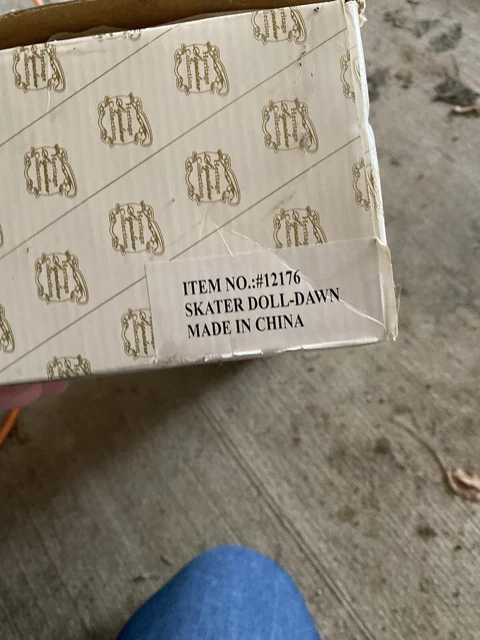 ITEM NO.:#12176
SKATER DOLL-DAWN
MADE IN CHINA